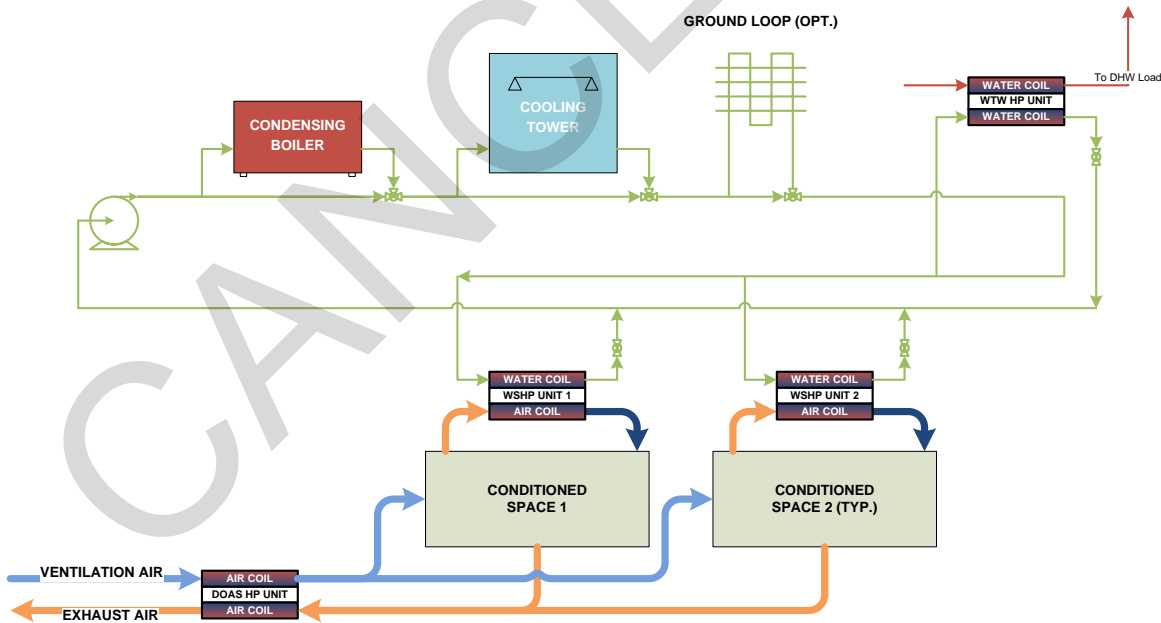 GROUND LOOP (OPT.)
To DHW Load
WATER COIL
WTW HP UNIT
WATER COIL
CONDENSING
BOILER
COOLING
TOWER
WATER COIL
WSHP UNIT 1
AIR COIL
WATER COIL
WSHP UNIT 2
AIR COIL
CONDITIONED
SPACE 1
CONDITIONED
SPACE 2 (TYP.)
VENTILATION AIR
EXHAUST AIR
AIR COIL
DOAS HP UNIT
AIR COIL